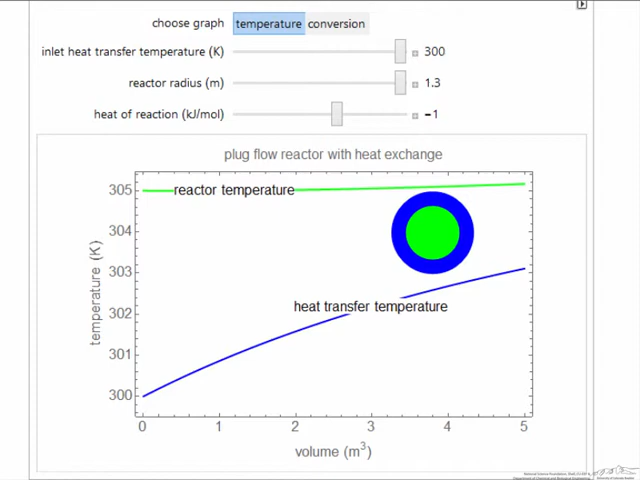 choose graph temperature conversion
inlet heat transfer temperature (K) 300
reactor radius (m) 1.3
heat of reaction (kJ/mol) −1
plug flow reactor with heat exchange
305
304
303
302
301
300
temperature (K)
reactor temperature
heat transfer temperature
0 1 2 3 4 5
volume (m³)